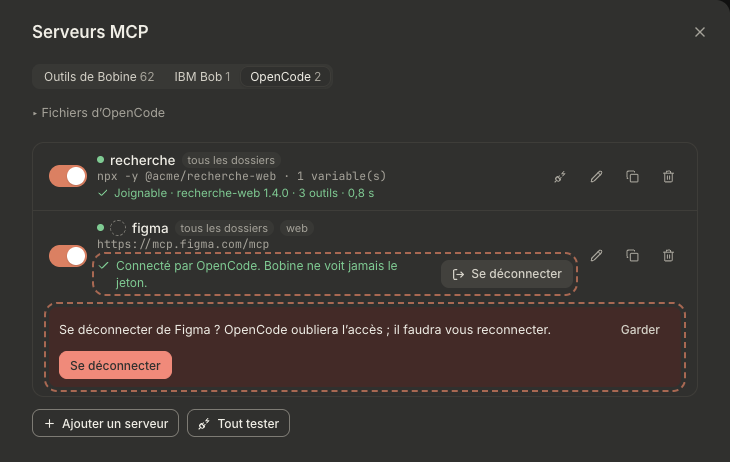 Serveurs MCP
Outils de Bobine 62 IBM Bob 1 OpenCode 2
Fichiers d’OpenCode
recherche tous les dossiers
npx -y @acme/recherche-web · 1 variable(s)
Joignable · recherche-web 1.4.0 · 3 outils · 0,8 s
figma tous les dossiers web
https://mcp.figma.com/mcp
Connecté par OpenCode. Bobine ne voit jamais le
jeton.
Se déconnecter
Se déconnecter de Figma ? OpenCode oubliera l’accès ; il faudra vous reconnecter. Garder
Se déconnecter
Ajouter un serveur Tout tester